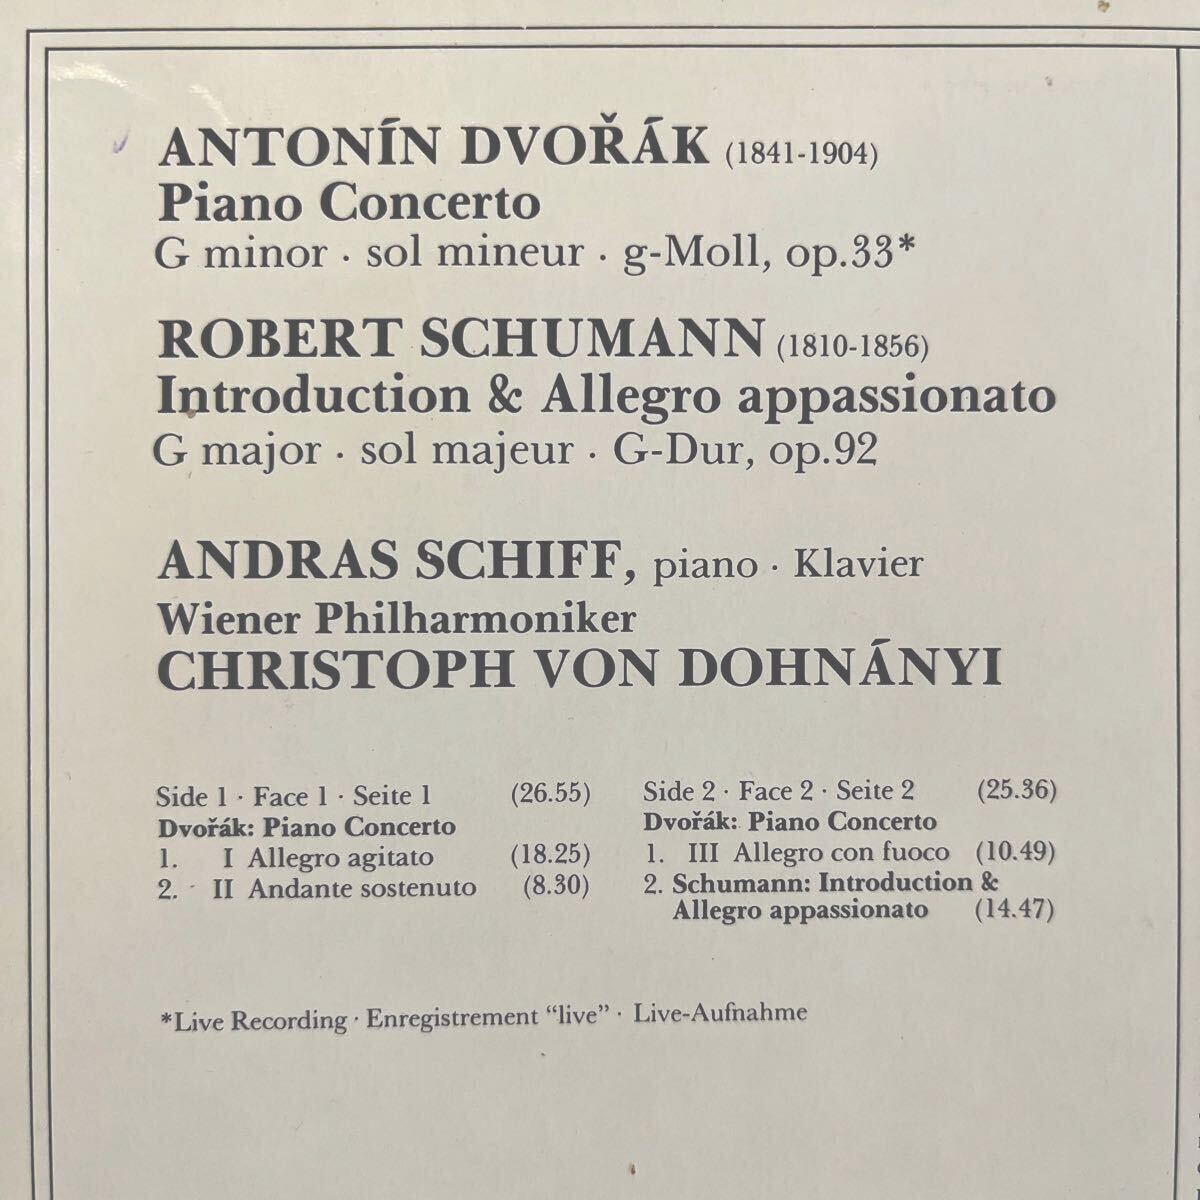 ANTONÍN DVOŘÁK (1841-1904)
Piano Concerto
G minor · sol mineur · g-Moll, op.33*
ROBERT SCHUMANN (1810-1856)
Introduction & Allegro appassionato
G major · sol majeur · G-Dur, op.92
ANDRAS SCHIFF, piano · Klavier
Wiener Philharmoniker
CHRISTOPH VON DOHNÁNYI
Side 1 · Face 1 · Seite 1 (26.55)
Dvořák: Piano Concerto
1. I Allegro agitato (18.25)
2. II Andante sostenuto (8.30)
Side 2 · Face 2 · Seite 2 (25.36)
Dvořák: Piano Concerto
1. III Allegro con fuoco (10.49)
2. Schumann: Introduction &
Allegro appassionato (14.47)
*Live Recording · Enregistrement “live” · Live-Aufnahme